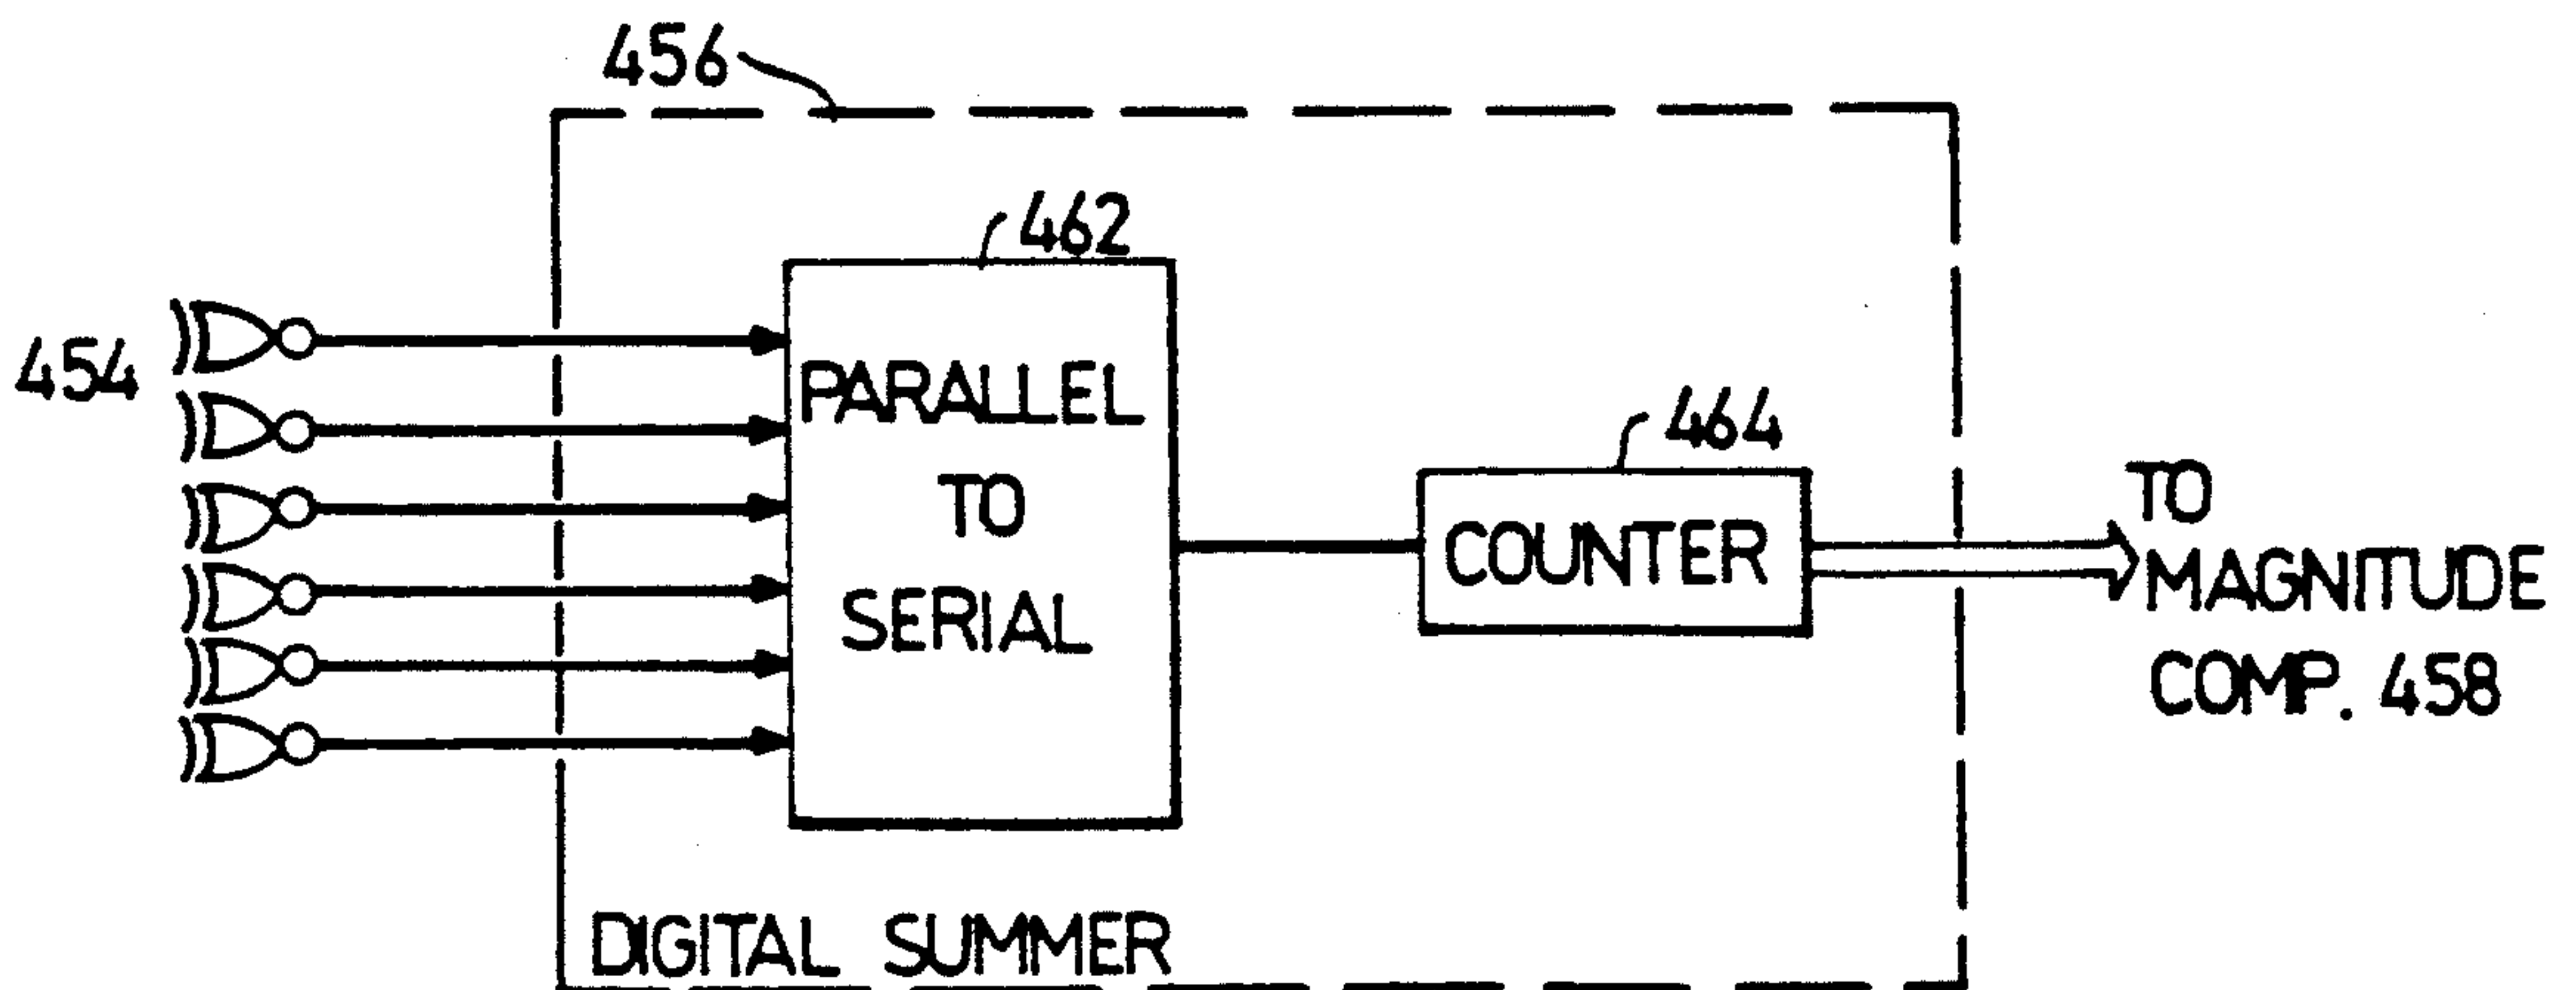 456
462
454
PARALLEL
TO
SERIAL
464
COUNTER
TO
MAGNITUDE
COMP. 458
DIGITAL SUMMER